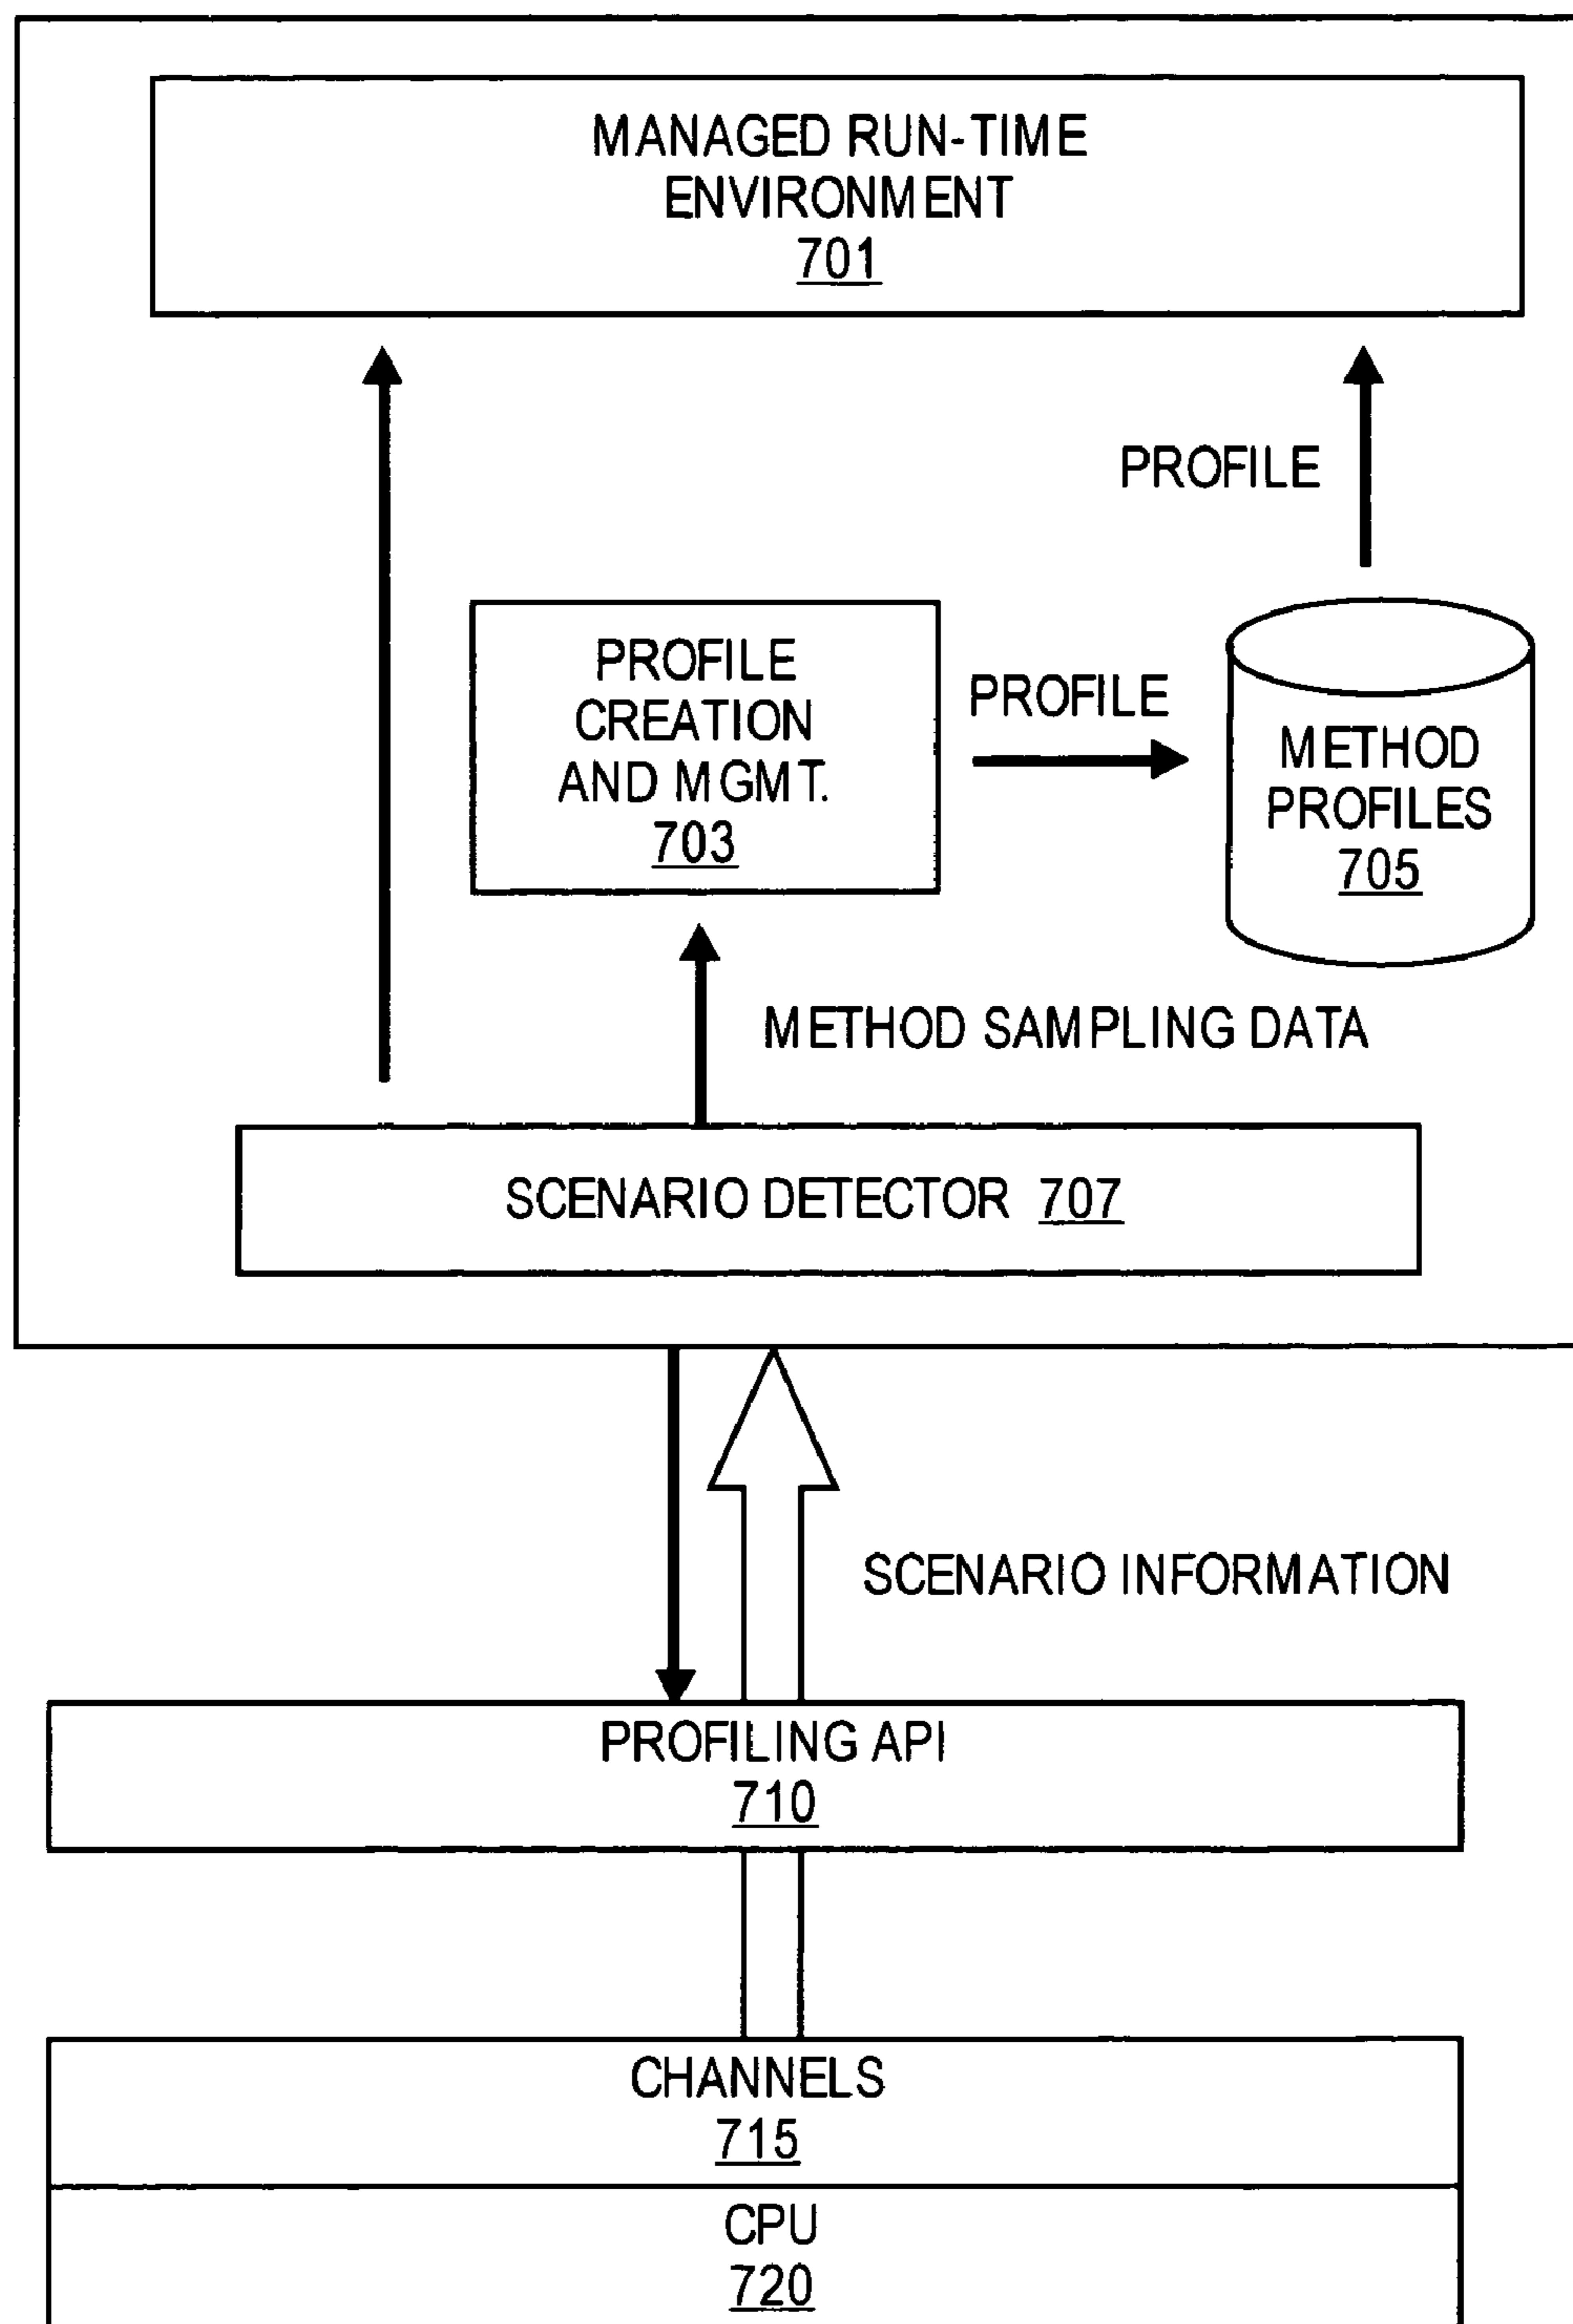 MANAGED RUN-TIME
ENVIRONMENT
701
PROFILE
PROFILE
CREATION
AND MGMT.
703
PROFILE
METHOD
PROFILES
705
METHOD SAMPLING DATA
SCENARIO DETECTOR 707
SCENARIO INFORMATION
PROFILING API
710
CHANNELS
715
CPU
720